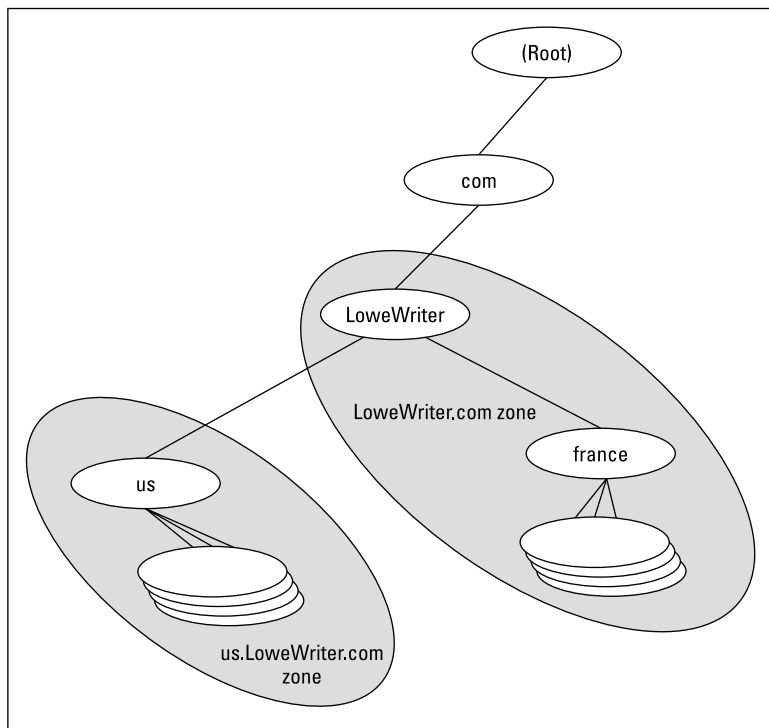 (Root)
com
LoweWriter
LoweWriter.com zone
france
us
us.LoweWriter.com
zone